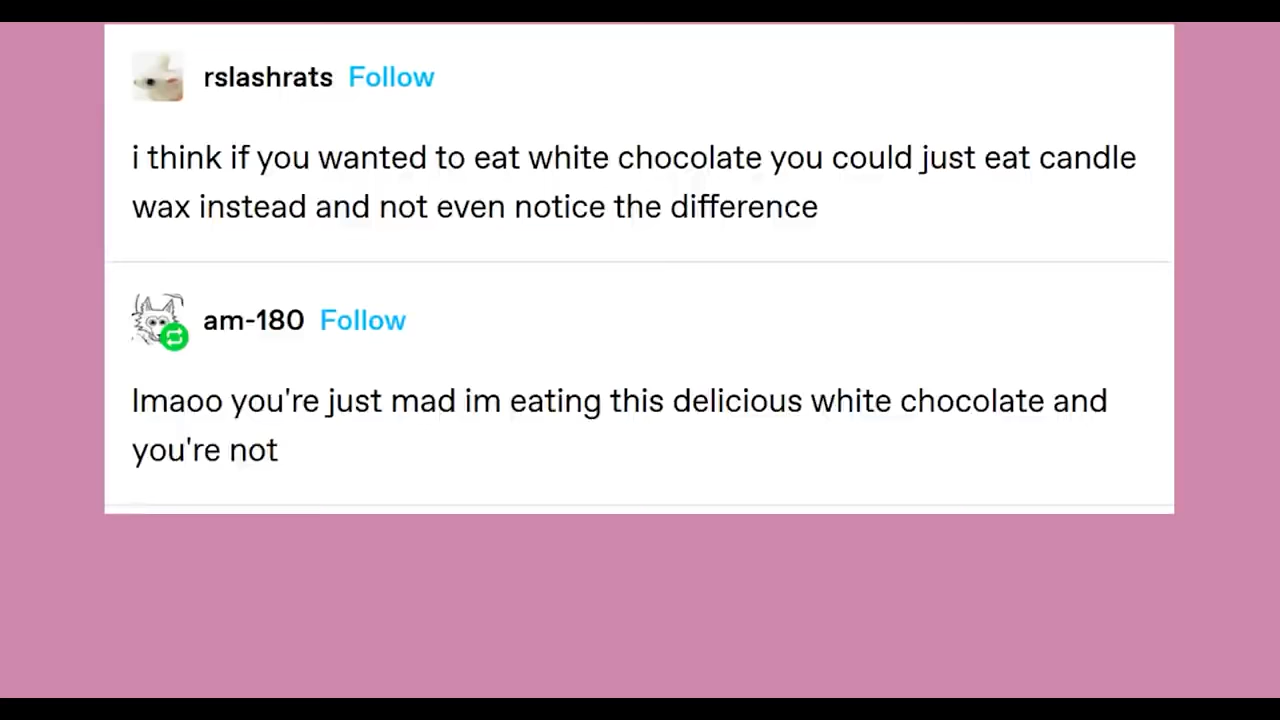 rslashrats Follow
i think if you wanted to eat white chocolate you could just eat candle
wax instead and not even notice the difference
am-180 Follow
lmaoo you're just mad im eating this delicious white chocolate and
you're not